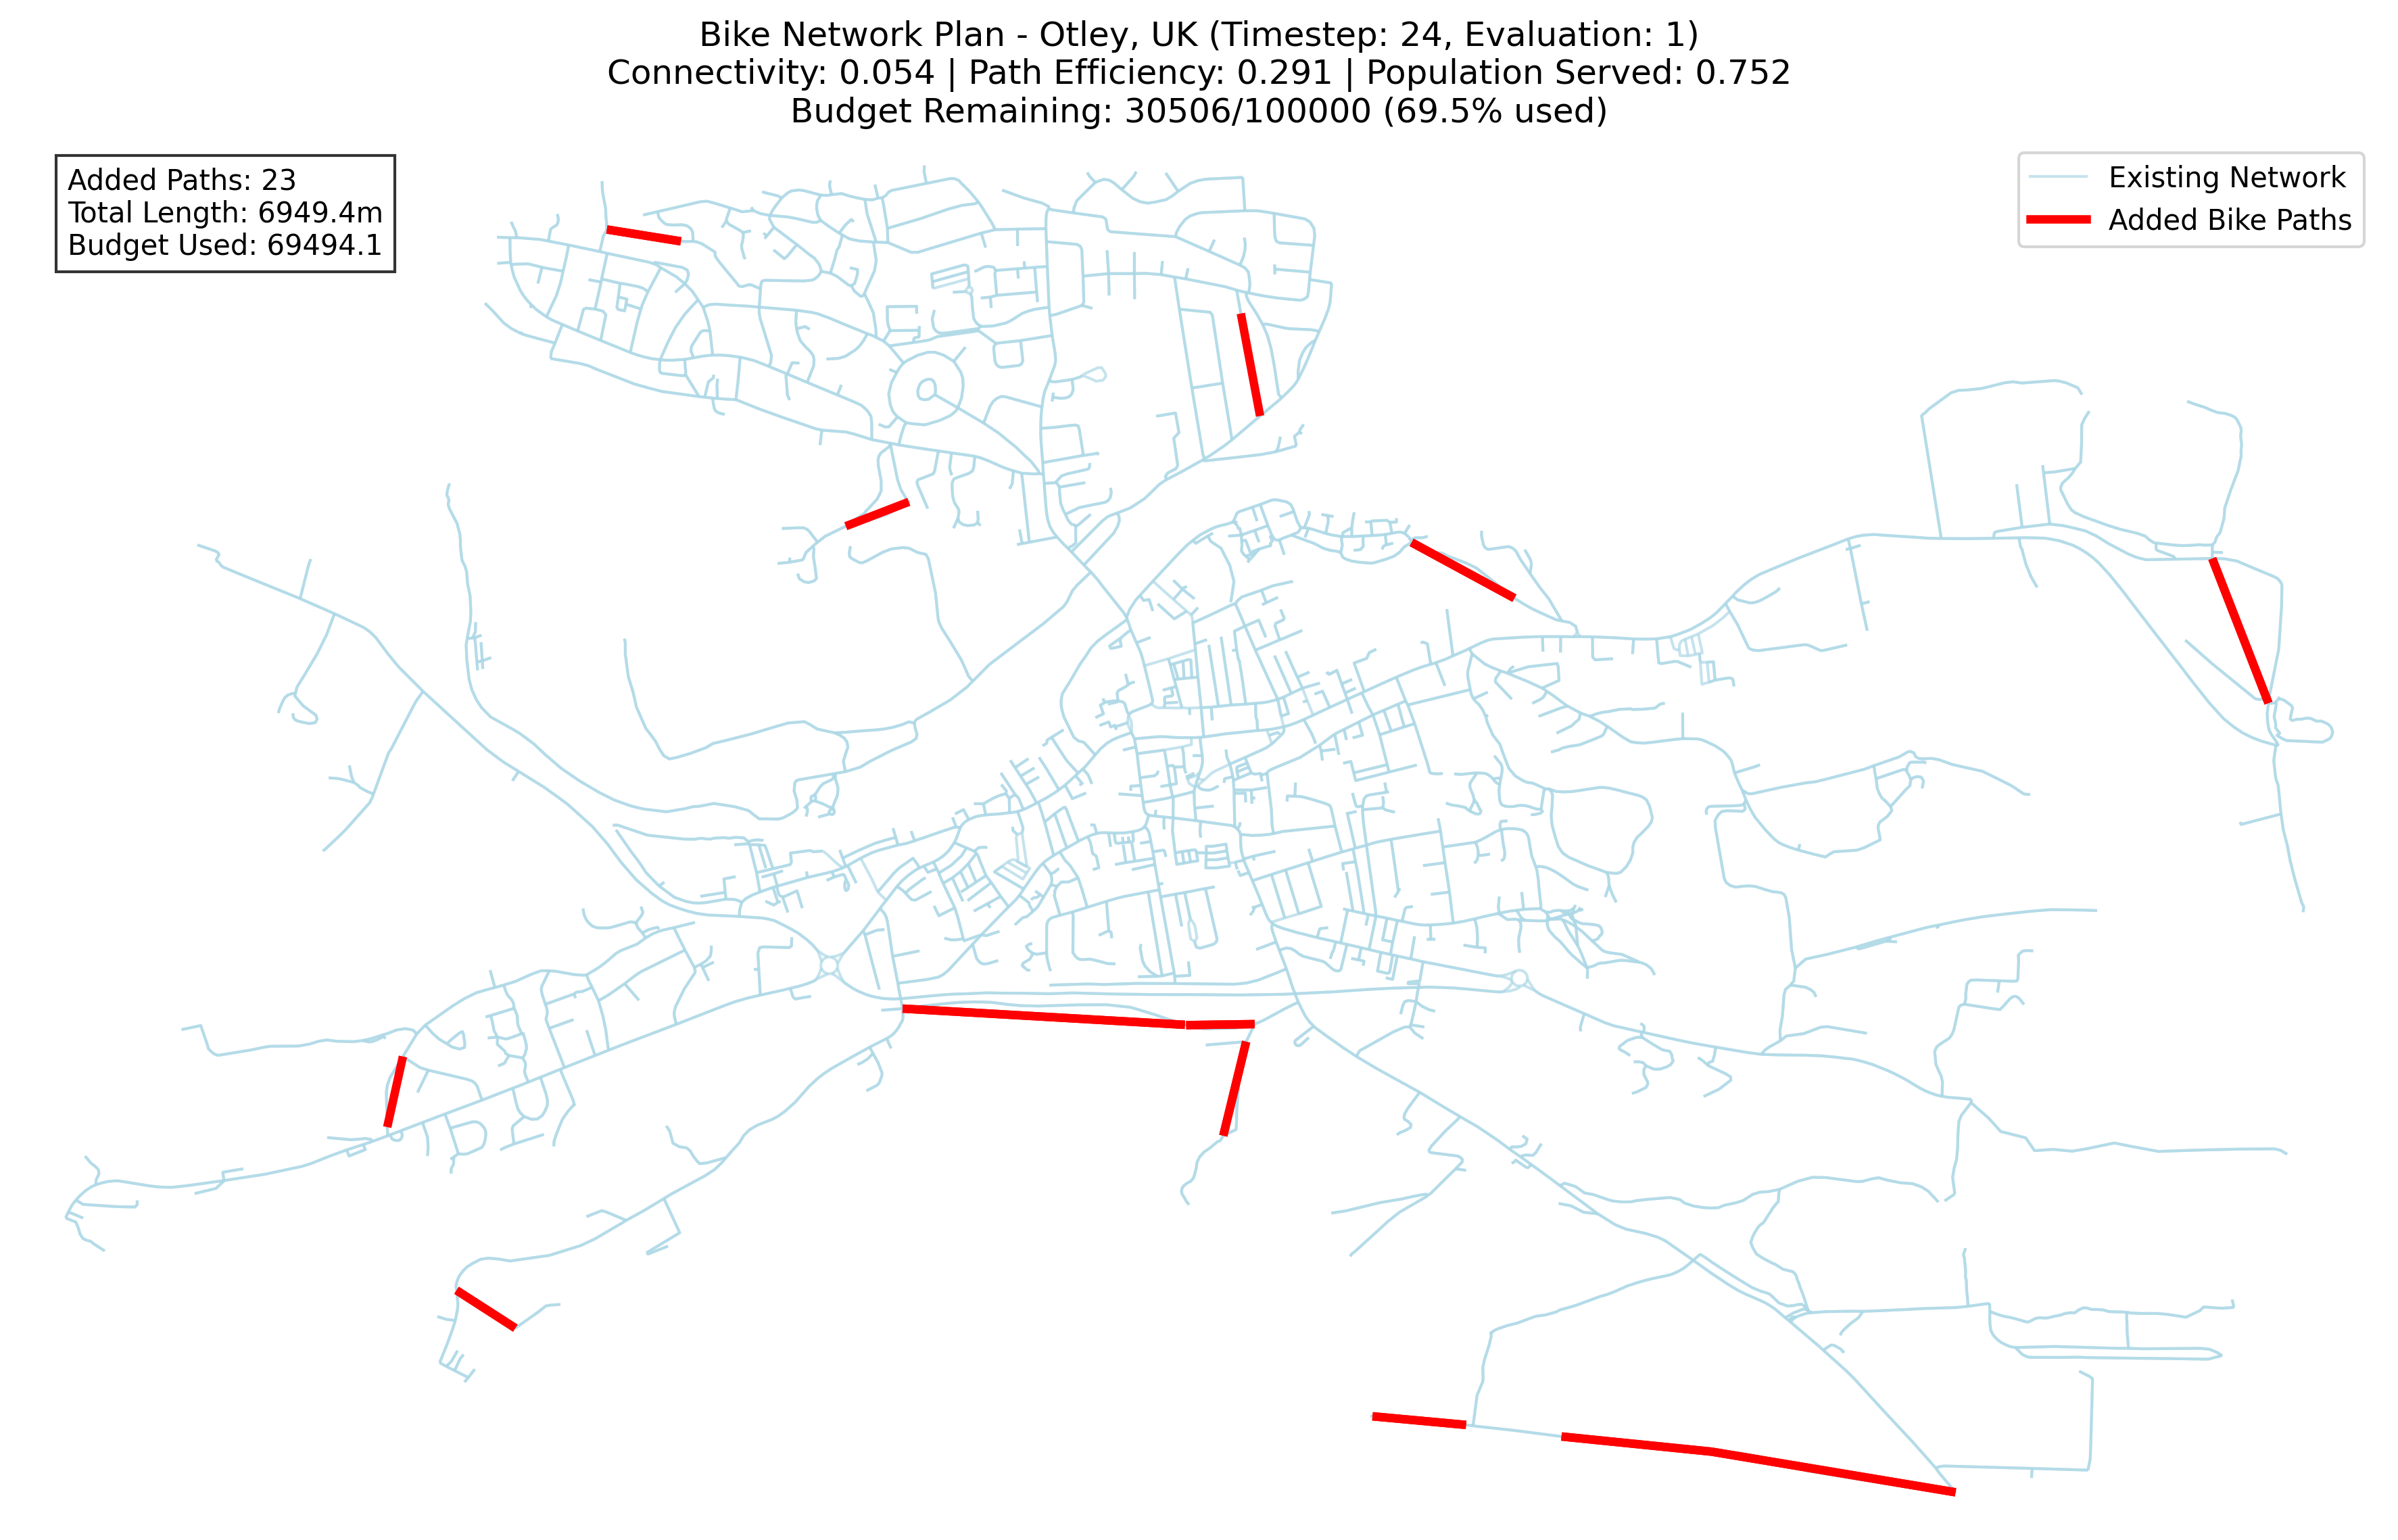 Bike Network Plan - Otley, UK (Timestep: 24, Evaluation: 1)
Connectivity: 0.054 | Path Efficiency: 0.291 | Population Served: 0.752
Budget Remaining: 30506/100000 (69.5% used)
Added Paths: 23
Total Length: 6949.4m
Budget Used: 69494.1
Existing Network
Added Bike Paths